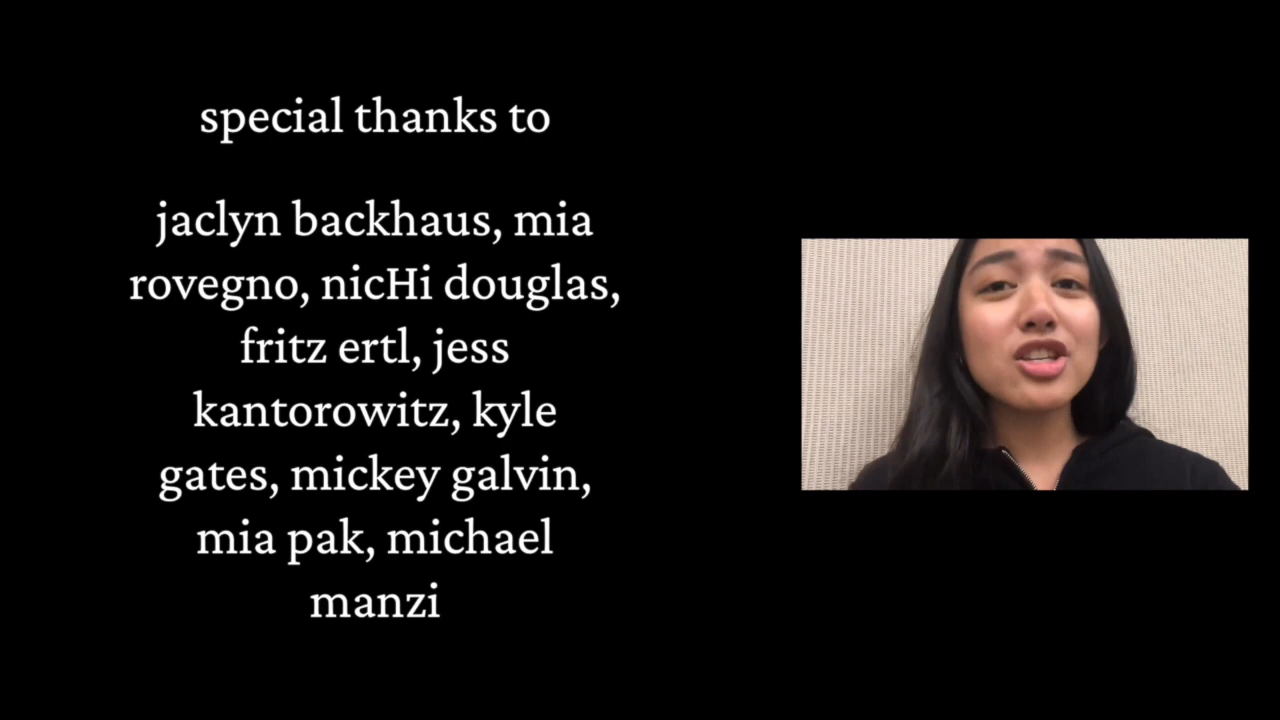 special thanks to
jaclyn backhaus, mia
rovegno, nicHi douglas,
fritz ertl, jess
kantorowitz, kyle
gates, mickey galvin,
mia pak, michael
manzi